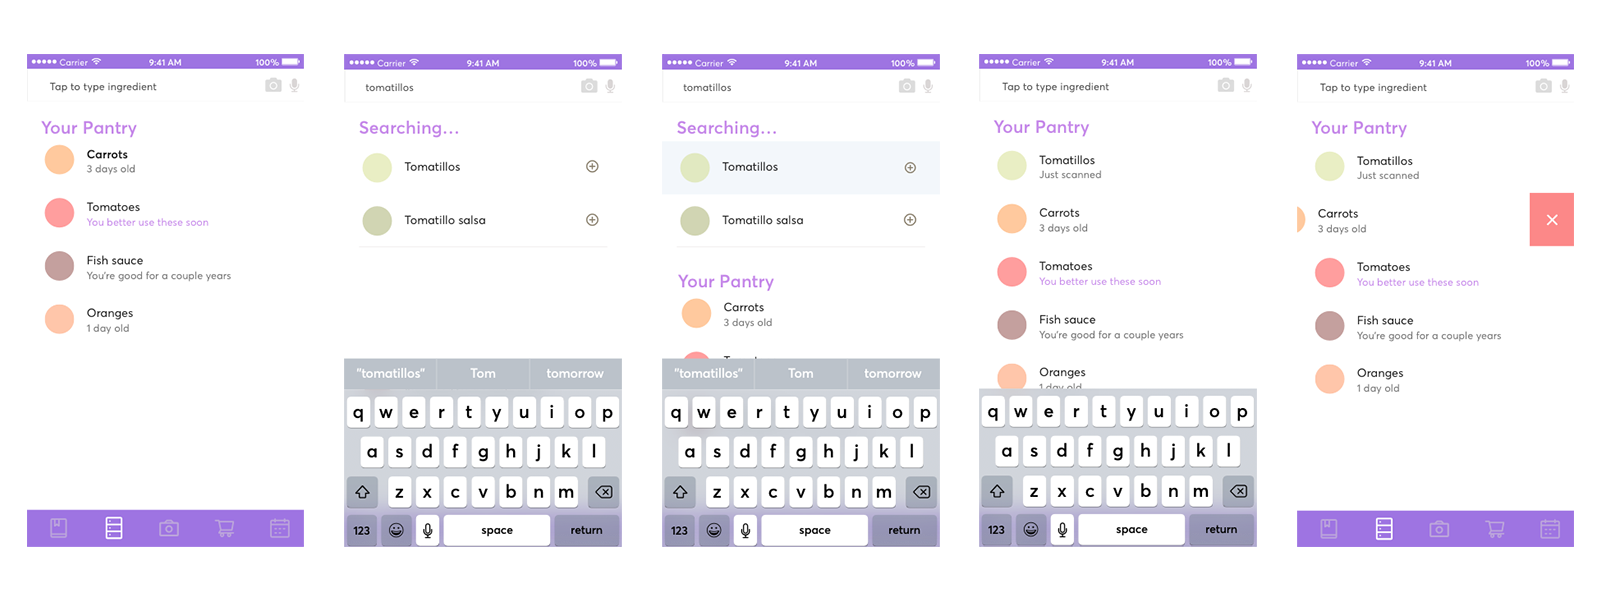 Carrier 9:41 AM 100%
Tap to type ingredient
Your Pantry
Carrots
3 days old
Tomatoes
You better use these soon
Fish sauce
You're good for a couple years
Oranges
1 day old
Carrier 9:41 AM 100%
tomatillos
Searching...
Tomatillos
Tomatillo salsa
"tomatillos" Tom tomorrow
q w e r t y u i o p
a s d f g h j k l
z x c v b n m
123 space return
Carrier 9:41 AM 100%
tomatillos
Searching...
Tomatillos
Tomatillo salsa
Your Pantry
Carrots
3 days old
"tomatillos" Tom tomorrow
q w e r t y u i o p
a s d f g h j k l
z x c v b n m
123 space return
Carrier 9:41 AM 100%
Tap to type ingredient
Your Pantry
Tomatillos
Just scanned
Carrots
3 days old
Tomatoes
You better use these soon
Fish sauce
You're good for a couple years
Oranges
1 day old
q w e r t y u i o p
a s d f g h j k l
z x c v b n m
123 space return
Carrier 9:41 AM 100%
Tap to type ingredient
Your Pantry
Tomatillos
Just scanned
Carrots
3 days old
Tomatoes
You better use these soon
Fish sauce
You're good for a couple years
Oranges
1 day old